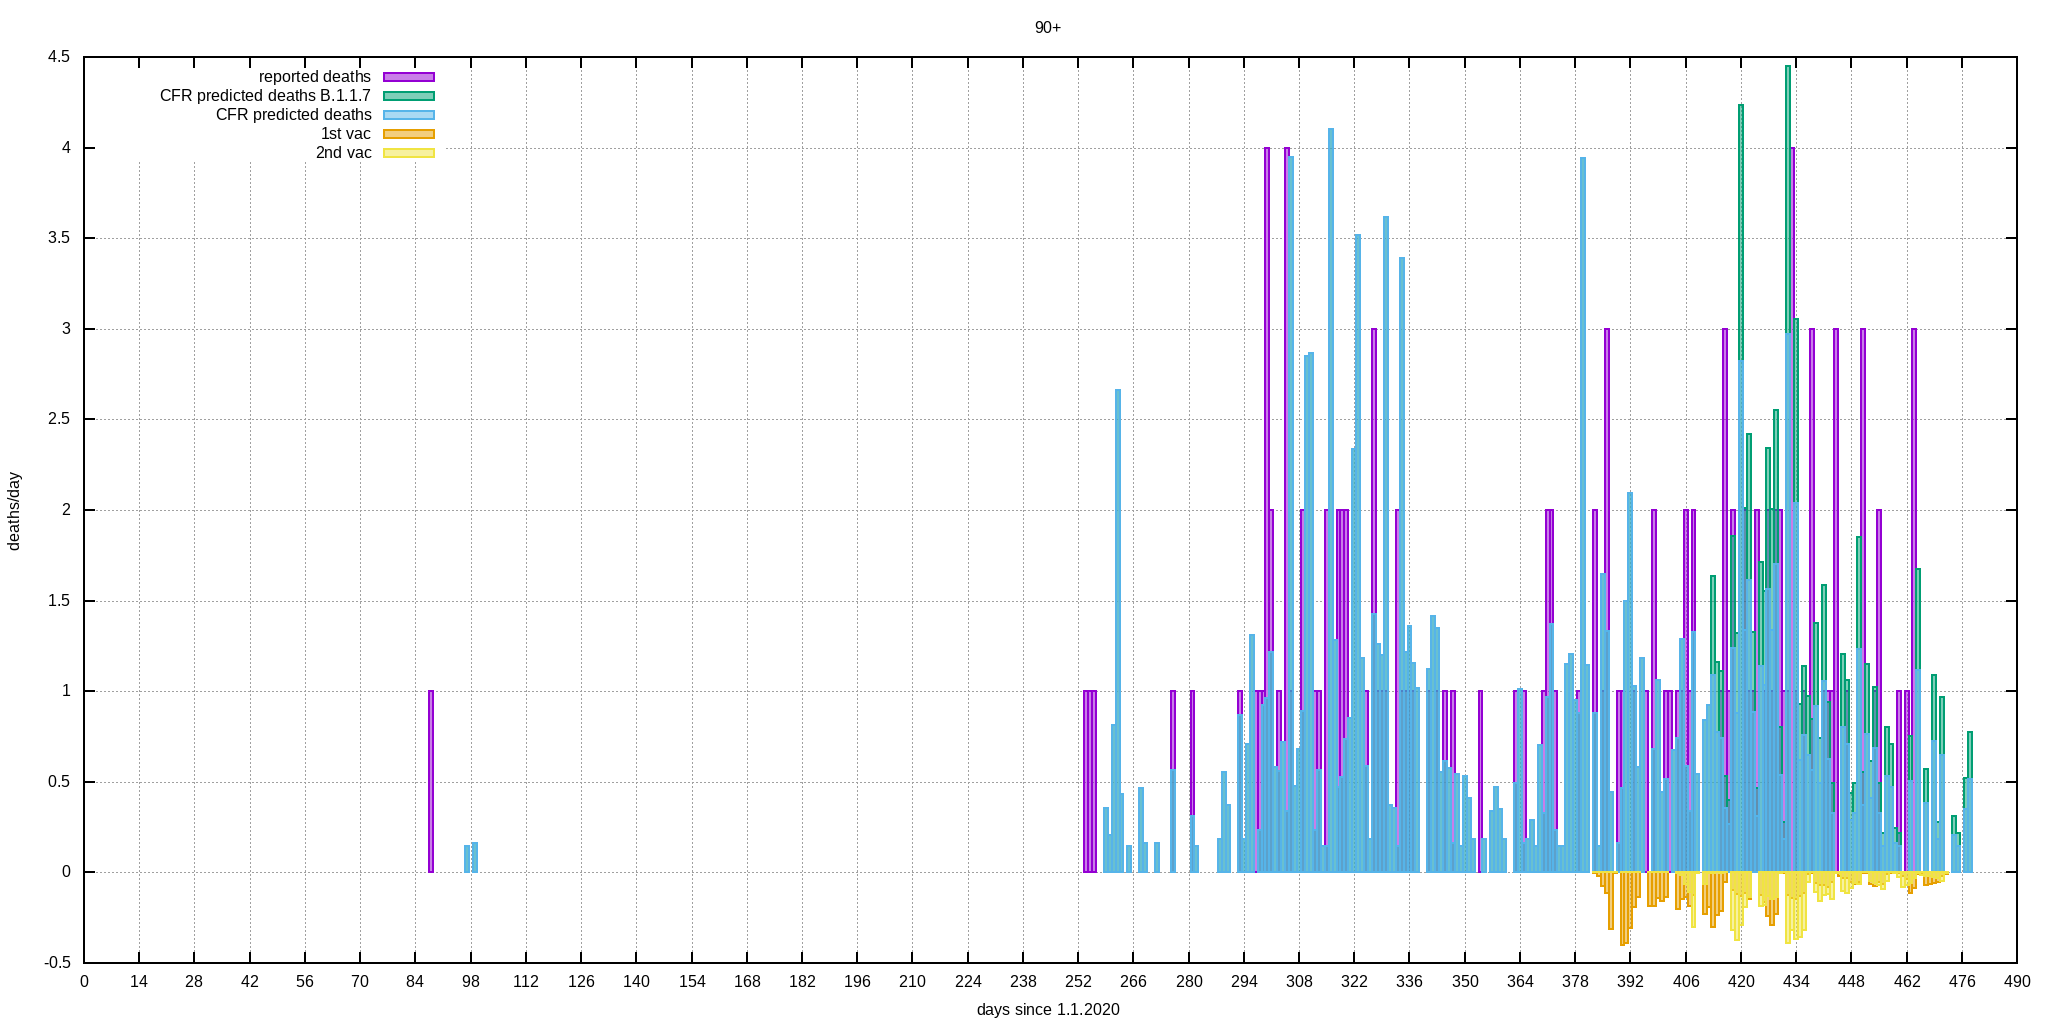 90+
4.5
4
3.5
3
2.5
2
1.5
1
0.5
0
-0.5
reported deaths
CFR predicted deaths B.1.1.7
CFR predicted deaths
1st vac
2nd vac
deaths/day
0 14 28 42 56 70 84 98 112 126 140 154 168 182 196 210 224 238 252 266 280 294 308 322 336 350 364 378 392 406 420 434 448 462 476 490
days since 1.1.2020